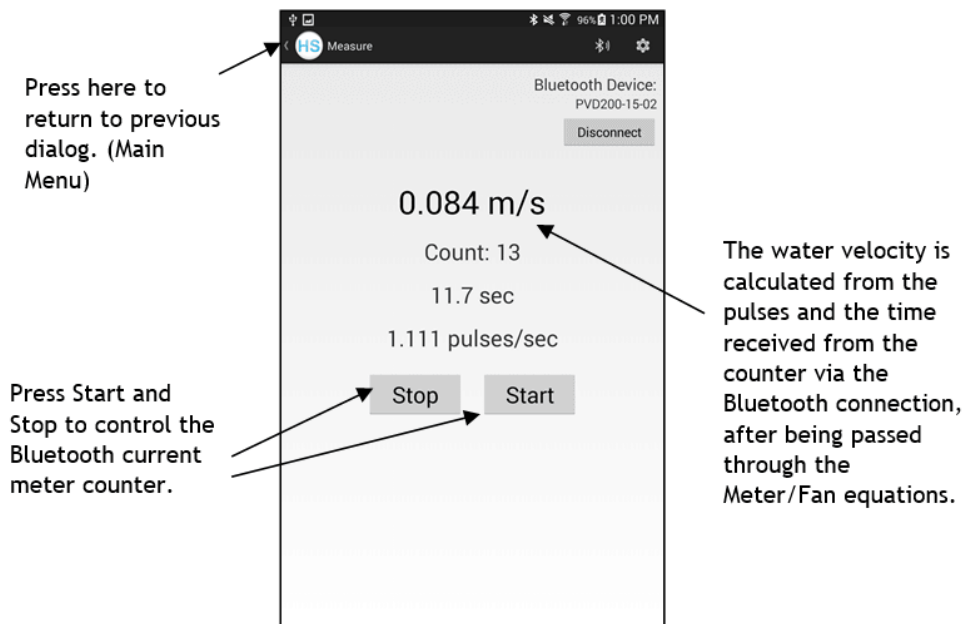 96% 1:00 PM
HS Measure
Bluetooth Device:
PVD200-15-02
Disconnect
Press here to
return to previous
dialog. (Main
Menu)
0.084 m/s
Count: 13
11.7 sec
1.111 pulses/sec
Stop Start
The water velocity is
calculated from the
pulses and the time
received from the
counter via the
Bluetooth connection,
after being passed
through the
Meter/Fan equations.
Press Start and
Stop to control the
Bluetooth current
meter counter.